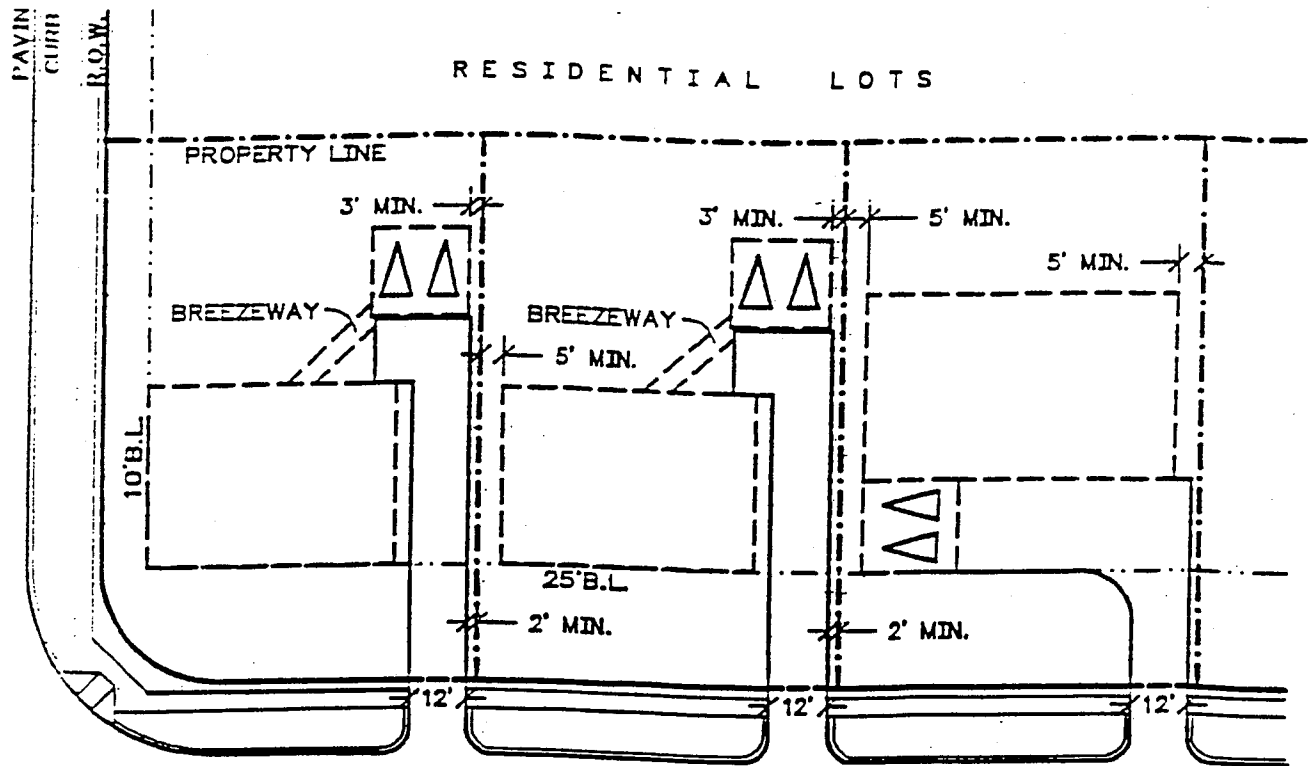 PAVIN
CURB
R.O.W.
RESIDENTIAL LOTS
PROPERTY LINE
3' MIN.
3' MIN.
5' MIN.
5' MIN.
BREEZEWAY
BREEZEWAY
5' MIN.
10'B.L.
25'B.L.
2' MIN.
2' MIN.
12'
12'
12'